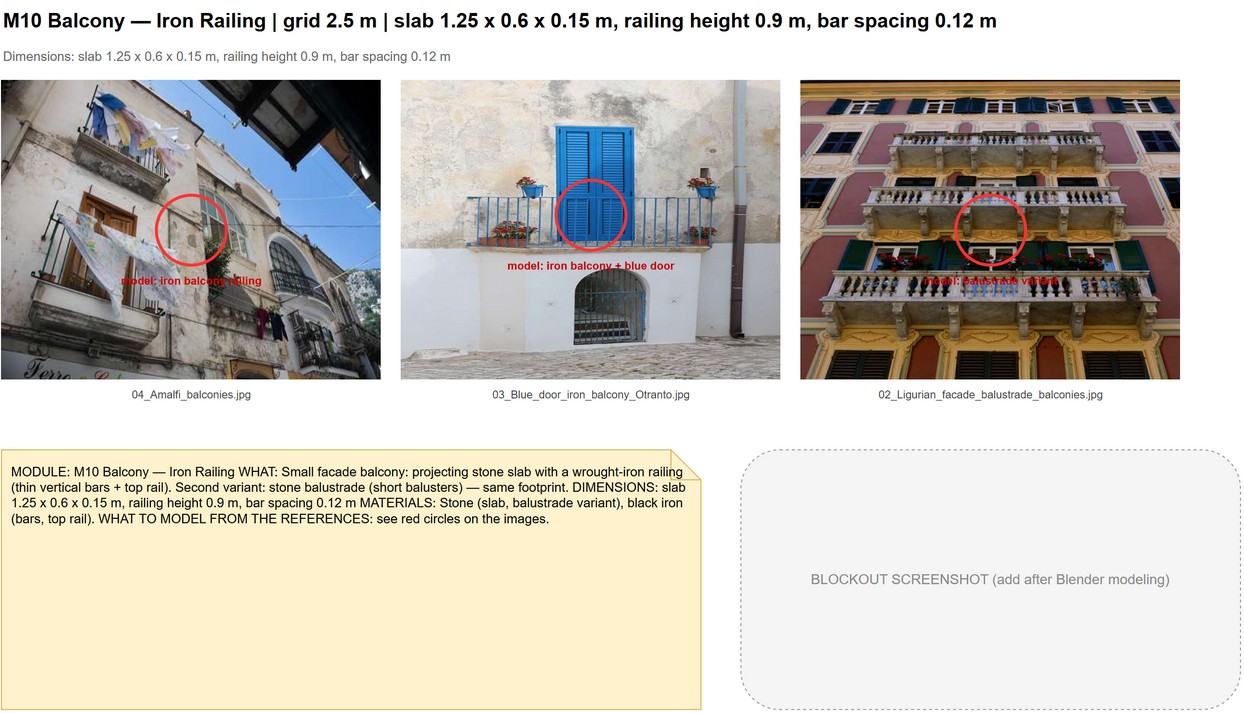 M10 Balcony — Iron Railing | grid 2.5 m | slab 1.25 x 0.6 x 0.15 m, railing height 0.9 m, bar spacing 0.12 m
Dimensions: slab 1.25 x 0.6 x 0.15 m, railing height 0.9 m, bar spacing 0.12 m
model: iron balcony railing
model: iron balcony + blue door
model: balustrade variant
04_Amalfi_balconies.jpg
03_Blue_door_iron_balcony_Otranto.jpg
02_Ligurian_facade_balustrade_balconies.jpg
MODULE: M10 Balcony — Iron Railing WHAT: Small facade balcony: projecting stone slab with a wrought-iron railing
(thin vertical bars + top rail). Second variant: stone balustrade (short balusters) — same footprint. DIMENSIONS: slab
1.25 x 0.6 x 0.15 m, railing height 0.9 m, bar spacing 0.12 m MATERIALS: Stone (slab, balustrade variant), black iron
(bars, top rail). WHAT TO MODEL FROM THE REFERENCES: see red circles on the images.
BLOCKOUT SCREENSHOT (add after Blender modeling)